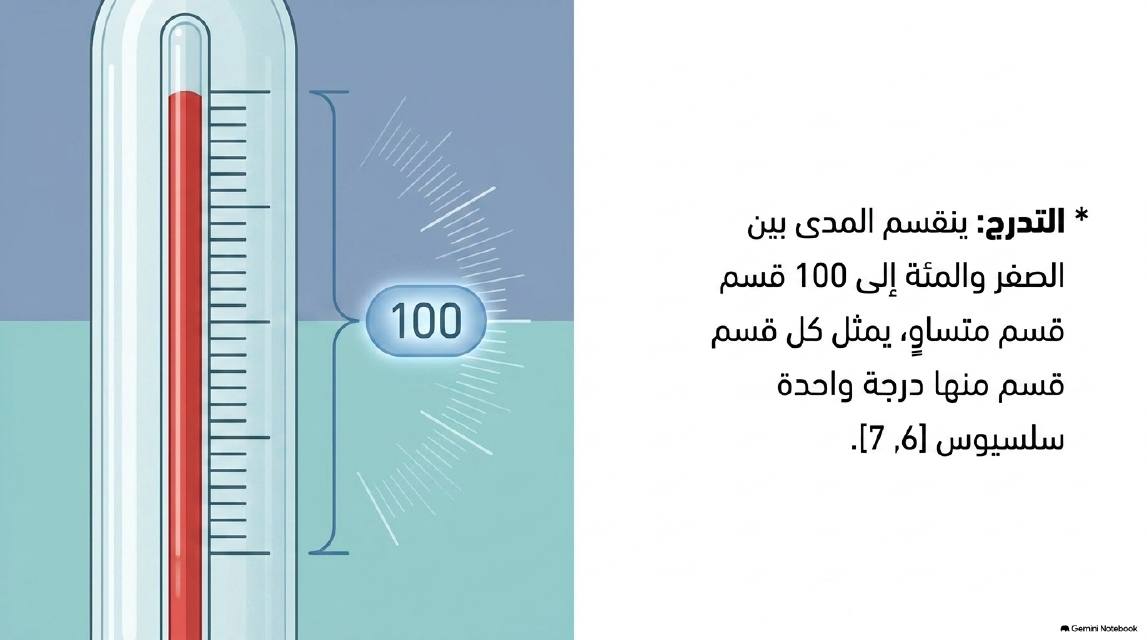 100
* التدرج: ينقسم المدى بين
الصفر والمئة إلى 100 قسم
قسم متساوٍ، يمثل كل قسم
قسم منها درجة واحدة
سلسيوس [6, 7].
Gemini Notebook